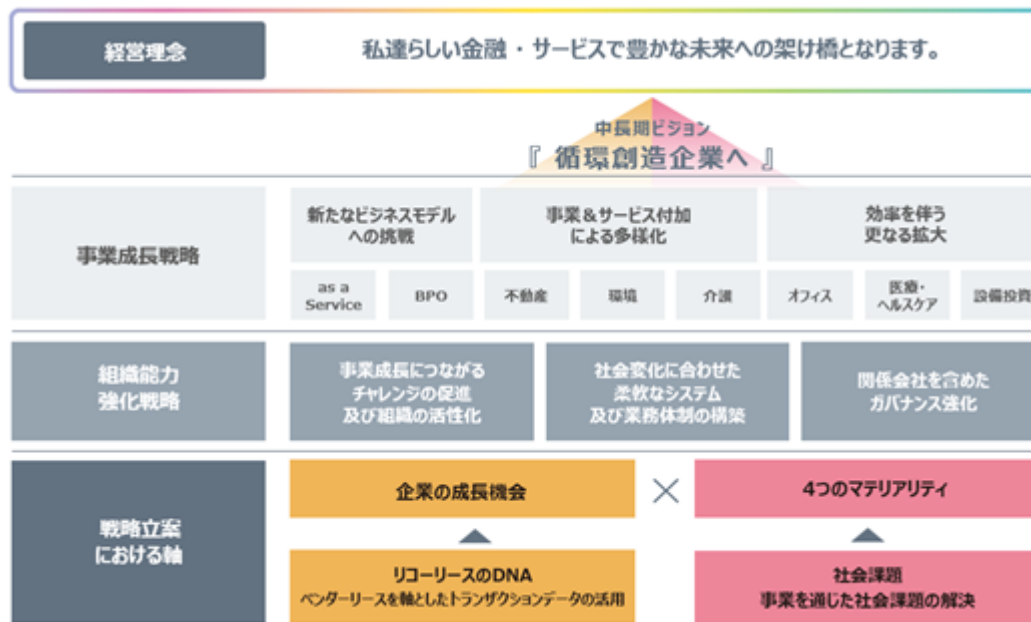 経営理念
私達らしい金融・サービスで豊かな未来への架け橋となります。
中長期ビジョン
『 循環創造企業へ 』
事業成長戦略
新たなビジネスモデル
への挑戦
事業＆サービス付加
による多様化
効率を伴う
更なる拡大
as a
Service
BPO
不動産
環境
介護
オフィス
医療・
ヘルスケア
設備投資
組織能力
強化戦略
事業成長につながる
チャレンジの促進
及び組織の活性化
社会変化に合わせた
柔軟なシステム
及び業務体制の構築
関係会社を含めた
ガバナンス強化
戦略立案
における軸
企業の成長機会
×
4つのマテリアリティ
リコーリースのDNA
ベンダーリースを軸としたトランザクションデータの活用
社会課題
事業を通じた社会課題の解決